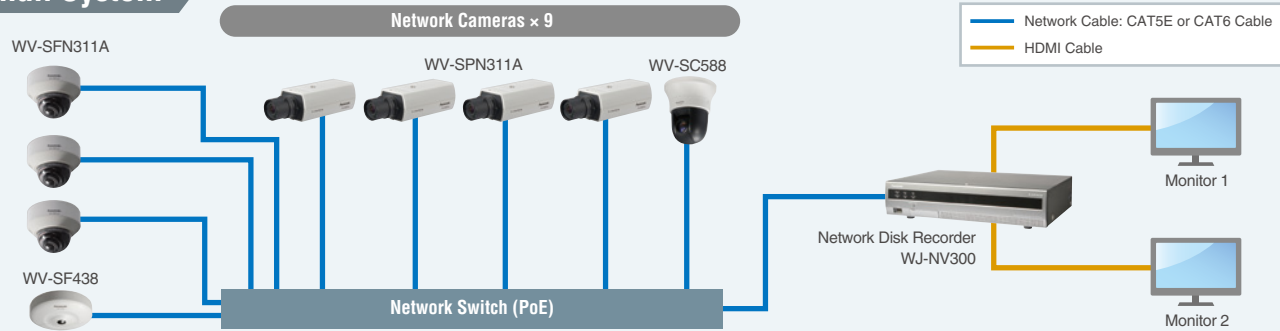 System
Network Cameras × 9
Network Cable: CAT5E or CAT6 Cable
HDMI Cable
WV-SFN311A
WV-SPN311A
WV-SC588
Monitor 1
Network Disk Recorder
WJ-NV300
WV-SF438
Network Switch (PoE)
Monitor 2